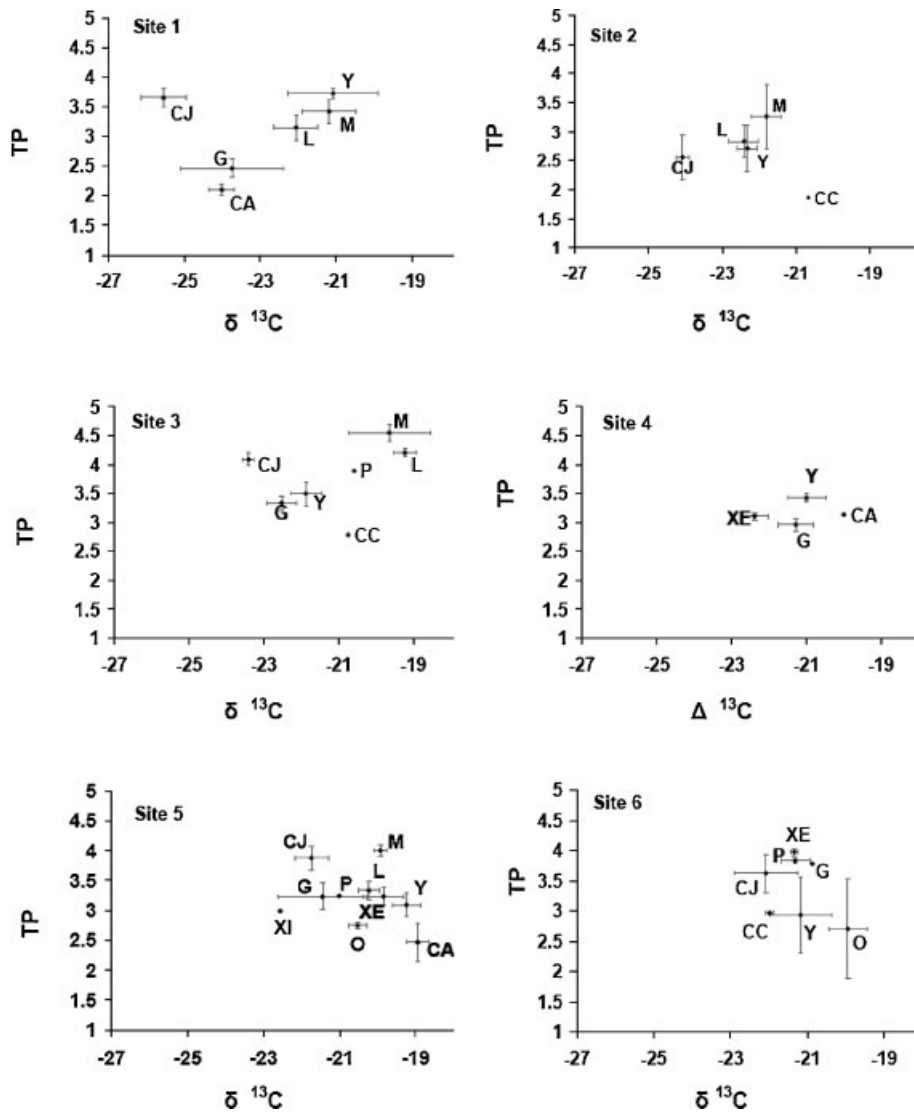 Site 1
TP
5
4.5
4
3.5
3
2.5
2
1.5
1
CJ
Y
M
L
G
CA
-27 -25 -23 -21 -19
δ ¹³C
Site 2
TP
5
4.5
4
3.5
3
2.5
2
1.5
1
M
L
Y
CJ
CC
-27 -25 -23 -21 -19
δ ¹³C
Site 3
TP
5
4.5
4
3.5
3
2.5
2
1.5
1
M
CJ
P
L
G
Y
CC
-27 -25 -23 -21 -19
δ ¹³C
Site 4
TP
5
4.5
4
3.5
3
2.5
2
1.5
1
Y
XE
CA
G
-27 -25 -23 -21 -19
Δ ¹³C
Site 5
TP
5
4.5
4
3.5
3
2.5
2
1.5
1
CJ
M
L
G
P
Y
XE
XI
O
CA
-27 -25 -23 -21 -19
δ ¹³C
Site 6
TP
5
4.5
4
3.5
3
2.5
2
1.5
1
XE
P
G
CJ
CC
Y
O
-27 -25 -23 -21 -19
δ ¹³C